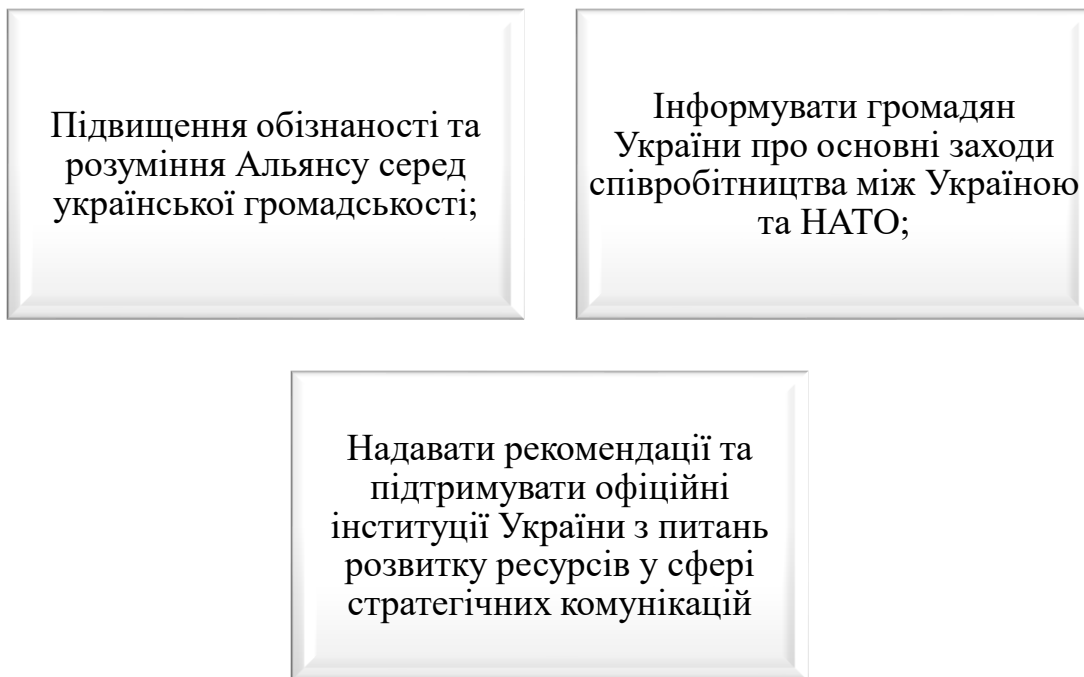 Підвищення обізнаності та
розуміння Альянсу серед
української громадськості;
Інформувати громадян
України про основні заходи
співробітництва між Україною
та НАТО;
Надавати рекомендації та
підтримувати офіційні
інституції України з питань
розвитку ресурсів у сфері
стратегічних комунікацій